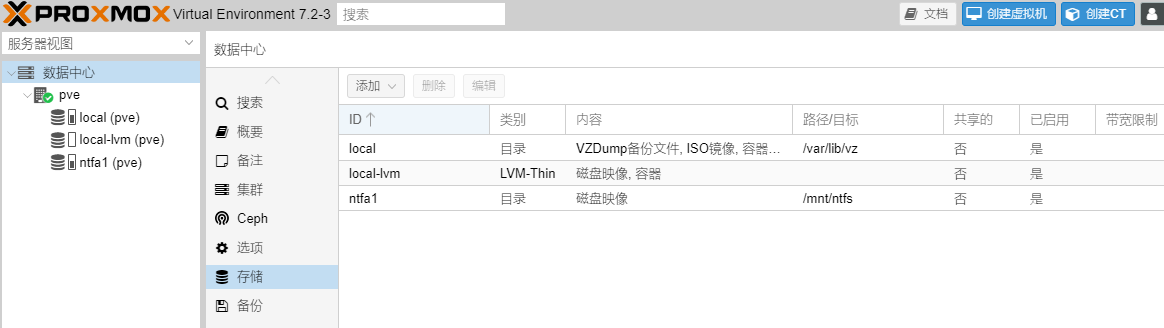 PROXMOX Virtual Environment 7.2-3 搜索 文档 创建虚拟机 创建CT
服务器视图
数据中心
pve
local (pve)
local-lvm (pve)
ntfa1 (pve)
数据中心
搜索
概要
备注
集群
Ceph
选项
存储
备份
添加 删除 编辑
ID 类别 内容 路径/目标 共享的 已启用 带宽限制
local 目录 VZDump备份文件, ISO镜像, 容器... /var/lib/vz 否 是
local-lvm LVM-Thin 磁盘映像, 容器 否 是
ntfa1 目录 磁盘映像 /mnt/ntfs 否 是